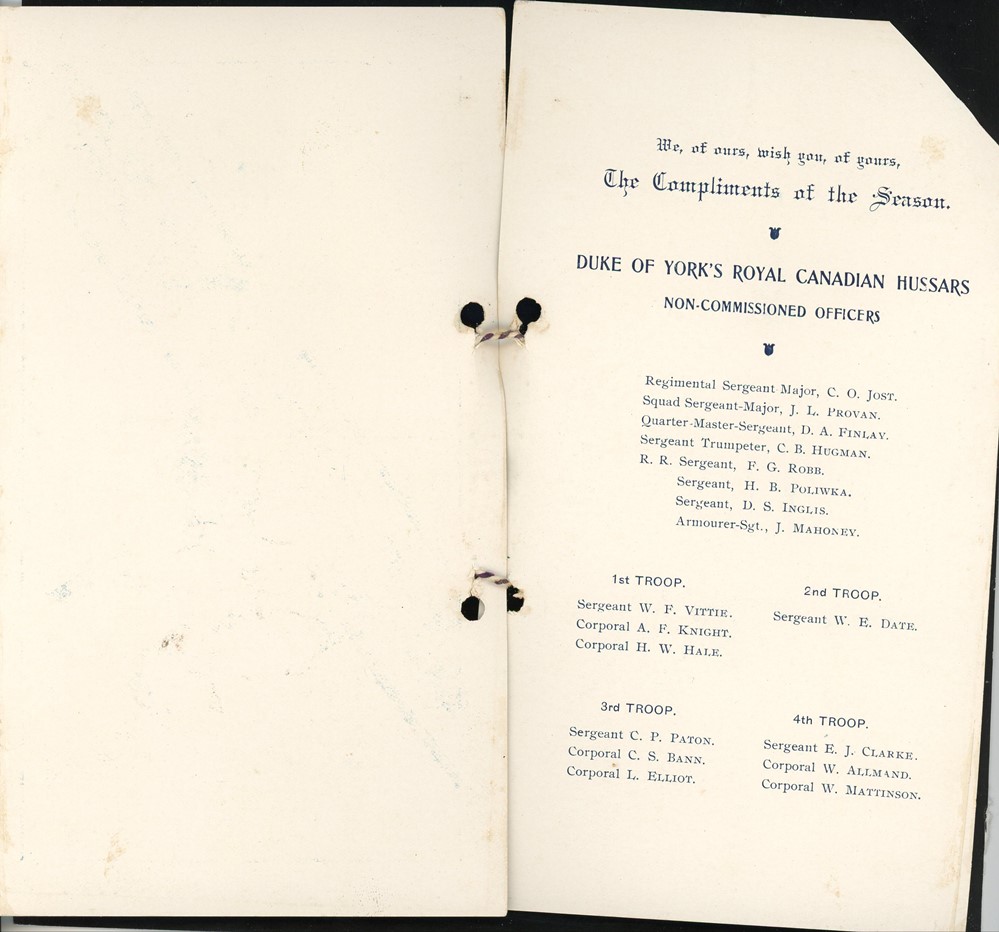 We, of ours, wish you, of yours,
The Compliments of the Season.
DUKE OF YORK'S ROYAL CANADIAN HUSSARS
NON-COMMISSIONED OFFICERS
Regimental Sergeant-Major, C. O. JOST.
Squad Sergeant-Major, J. L. PROVAN.
Quarter-Master-Sergeant, D. A. FINLAY.
Sergeant Trumpeter, C. B. HUGMAN.
R. R. Sergeant, F. G. ROBB.
Sergeant, H. B. POLIWKA.
Sergeant, D. S. INGLIS.
Armourer-Sgt., J. MAHONEY.
1st TROOP.
Sergeant W. F. VITTIE.
Corporal A. F. KNIGHT.
Corporal H. W. HALE.
2nd TROOP.
Sergeant W. E. DATE.
3rd TROOP.
Sergeant C. P. PATON.
Corporal C. S. BANN.
Corporal L. ELLIOT.
4th TROOP.
Sergeant E. J. CLARKE.
Corporal W. ALLMAND.
Corporal W. MATTINSON.